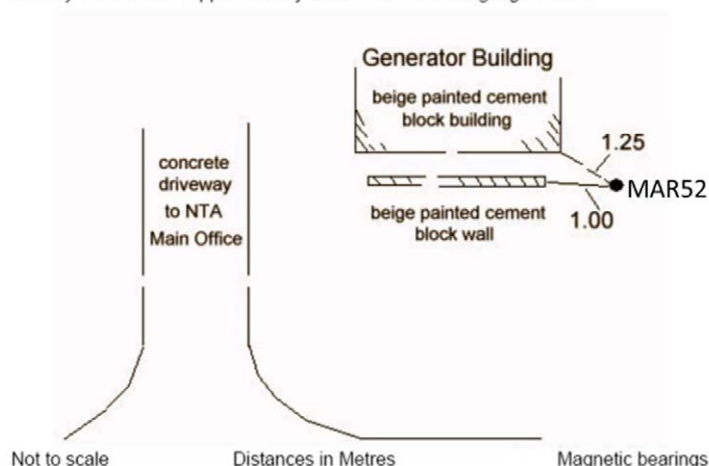 Generator Building
beige painted cement
block building
1.25
concrete
driveway
to NTA
Main Office
MAR52
beige painted cement
block wall
1.00
Not to scale Distances in Metres Magnetic bearings